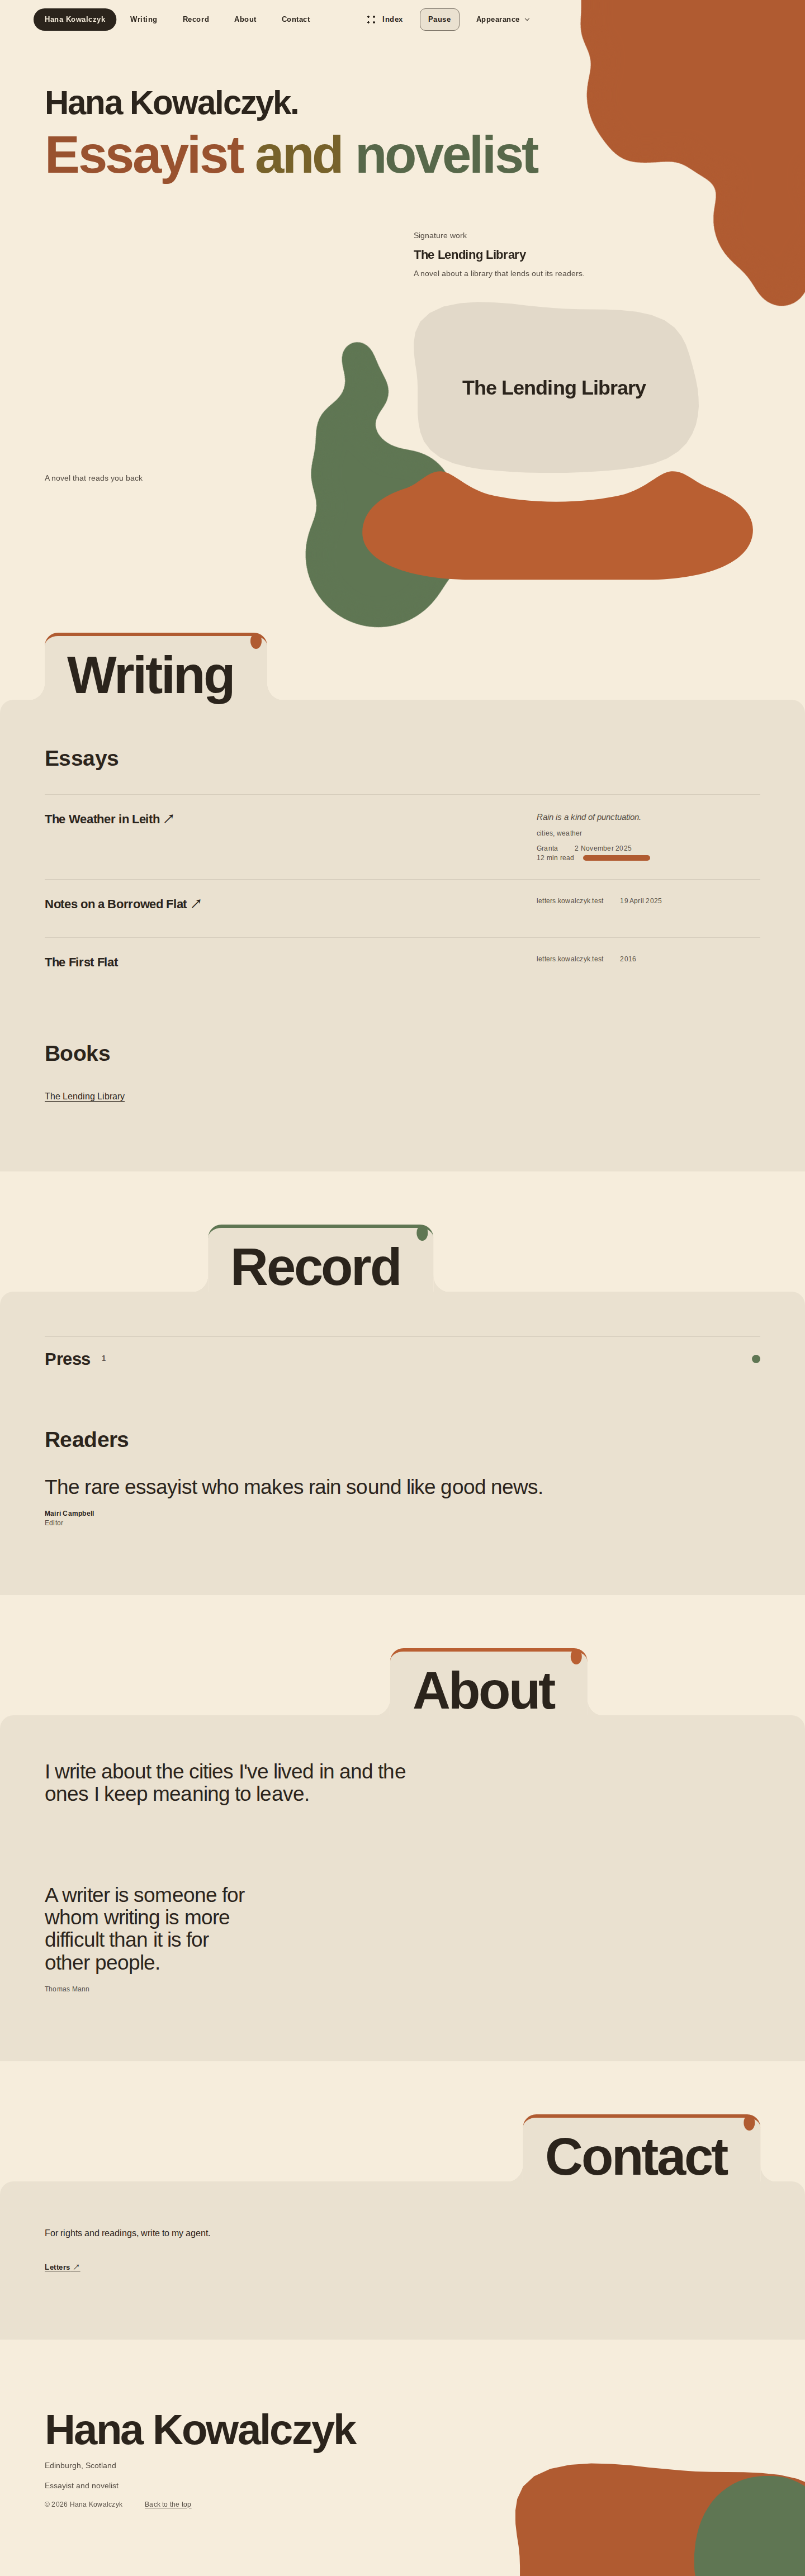 Hana Kowalczyk Writing Record About Contact Index Pause Appearance
Hana Kowalczyk.
Essayist and novelist
Signature work
The Lending Library
A novel about a library that lends out its readers.
The Lending Library
A novel that reads you back
Writing
Essays
The Weather in Leith ↗
Rain is a kind of punctuation.
cities, weather
Granta 2 November 2025
12 min read
Notes on a Borrowed Flat ↗
letters.kowalczyk.test 19 April 2025
The First Flat
letters.kowalczyk.test 2016
Books
The Lending Library
Record
Press 1
Readers
The rare essayist who makes rain sound like good news.
Mairi Campbell
Editor
About
I write about the cities I've lived in and the
ones I keep meaning to leave.
A writer is someone for
whom writing is more
difficult than it is for
other people.
Thomas Mann
Contact
For rights and readings, write to my agent.
Letters ↗
Hana Kowalczyk
Edinburgh, Scotland
Essayist and novelist
© 2026 Hana Kowalczyk Back to the top